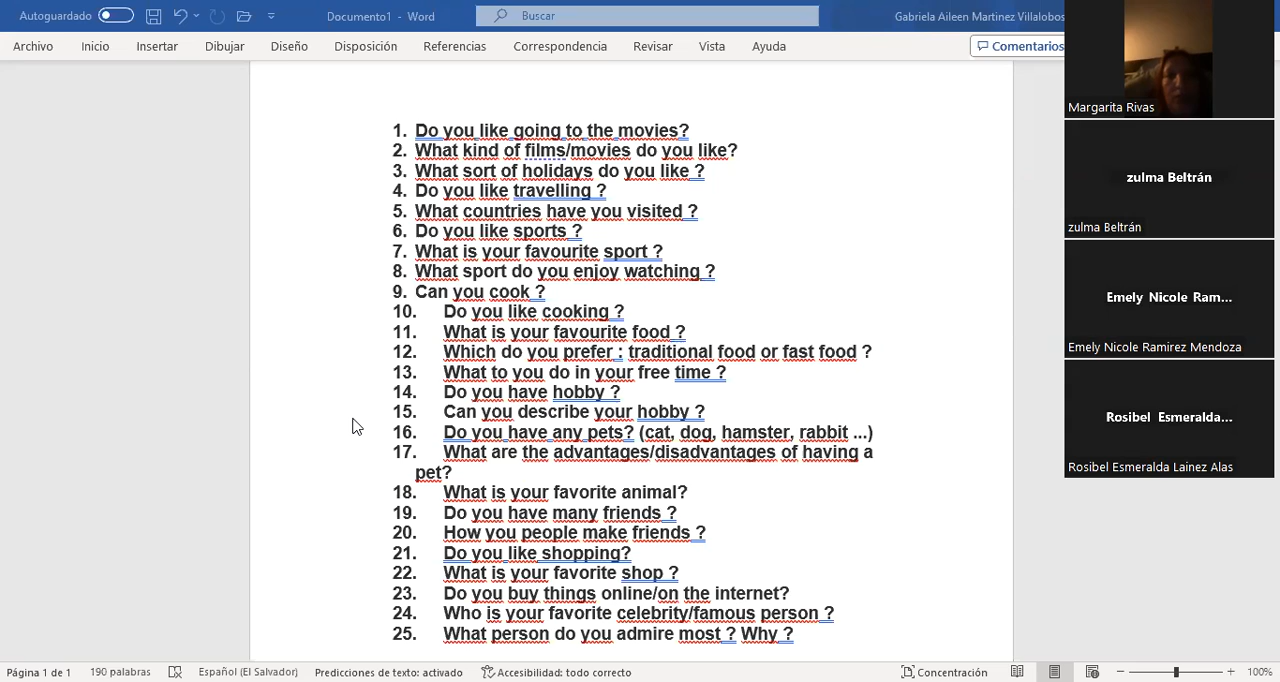 Autoguardado Documento1 - Word Buscar Gabriela Aileen Martinez Villalobos
Archivo Inicio Insertar Dibujar Diseño Disposición Referencias Correspondencia Revisar Vista Ayuda Comentarios
1. Do you like going to the movies?
2. What kind of films/movies do you like?
3. What sort of holidays do you like ?
4. Do you like travelling ?
5. What countries have you visited ?
6. Do you like sports ?
7. What is your favourite sport ?
8. What sport do you enjoy watching ?
9. Can you cook ?
10. Do you like cooking ?
11. What is your favourite food ?
12. Which do you prefer : traditional food or fast food ?
13. What to you do in your free time ?
14. Do you have hobby ?
15. Can you describe your hobby ?
16. Do you have any pets? (cat, dog, hamster, rabbit ...)
17. What are the advantages/disadvantages of having a
pet?
18. What is your favorite animal?
19. Do you have many friends ?
20. How you people make friends ?
21. Do you like shopping?
22. What is your favorite shop ?
23. Do you buy things online/on the internet?
24. Who is your favorite celebrity/famous person ?
25. What person do you admire most ? Why ?
Margarita Rivas
zulma Beltrán
zulma Beltrán
Emely Nicole Ram...
Emely Nicole Ramirez Mendoza
Rosibel Esmeralda...
Rosibel Esmeralda Lainez Alas
Página 1 de 1 190 palabras Español (El Salvador) Predicciones de texto: activado Accesibilidad: todo correcto Concentración 100%